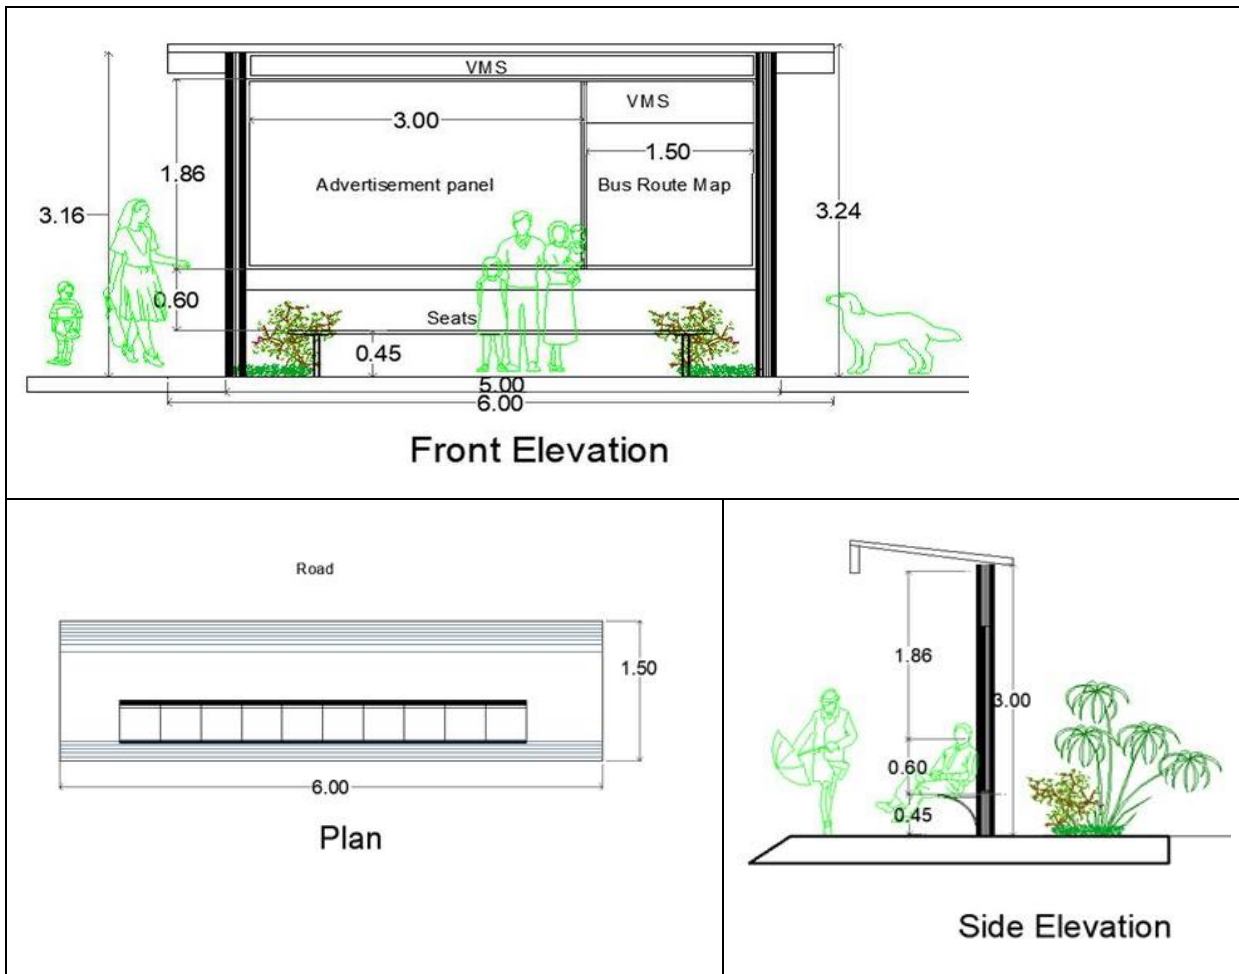 VMS
VMS
3.00
1.50
1.86
Advertisement panel
Bus Route Map
3.16
3.24
0.60
Seats
0.45
5.00
6.00
Front Elevation
Road
1.50
6.00
Plan
1.86
3.00
0.60
0.45
Side Elevation